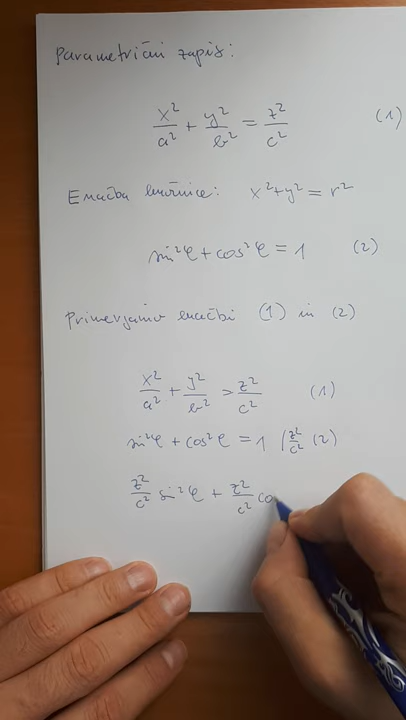 Parametrični zapis:
x²/a² + y²/b² = z²/c² (1)
Enačba krožnice: x²+y² = r²
sin²φ + cos²φ = 1 (2)
Primerjamo enačbi (1) in (2)
x²/a² + y²/b² = z²/c² (1)
sin²φ + cos²φ = 1 /z²/c² (2)
z²/c² sin²φ + z²/c² co